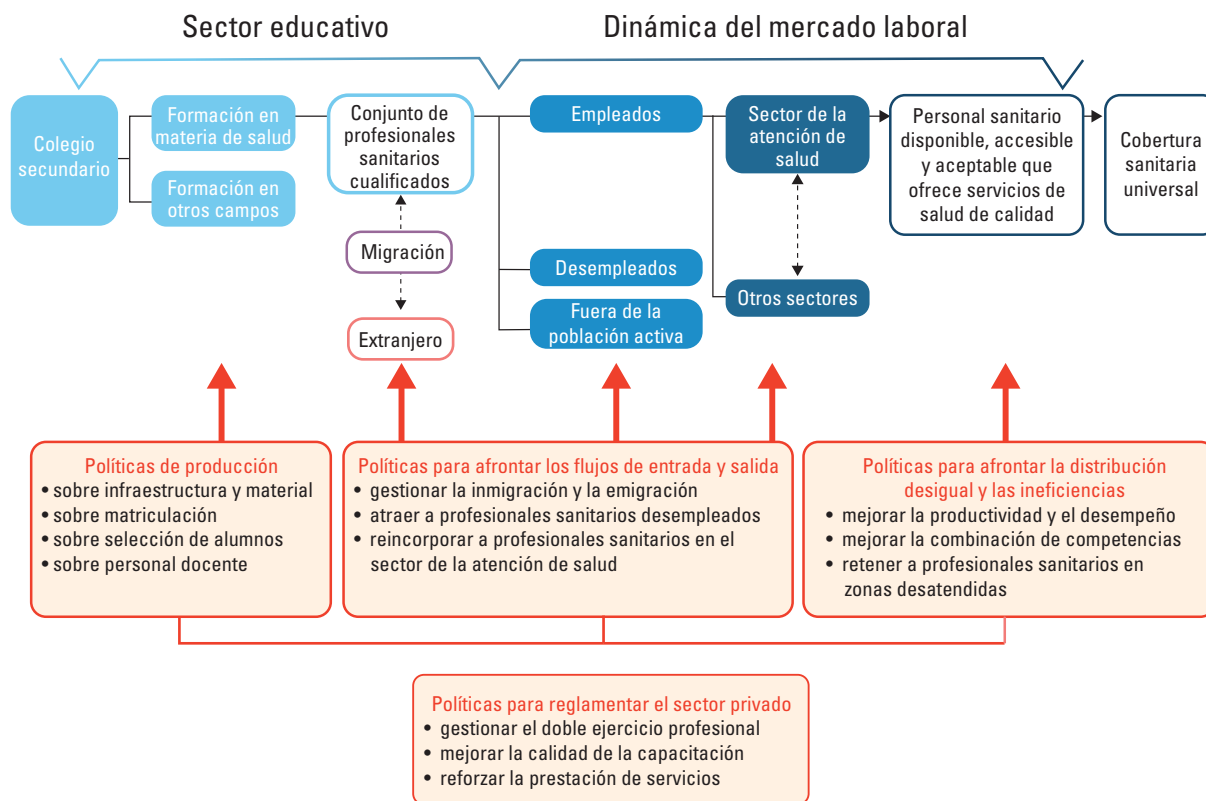 Sector educativo
Dinámica del mercado laboral
Colegio
secundario
Formación en
materia de salud
Formación en
otros campos
Conjunto de
profesionales
sanitarios
cualificados
Migración
Extranjero
Empleados
Desempleados
Fuera de la
población activa
Sector de la
atención de
salud
Otros sectores
Personal sanitario
disponible, accesible
y aceptable que
ofrece servicios de
salud de calidad
Cobertura
sanitaria
universal
Políticas de producción
• sobre infraestructura y material
• sobre matriculación
• sobre selección de alumnos
• sobre personal docente
Políticas para afrontar los flujos de entrada y salida
• gestionar la inmigración y la emigración
• atraer a profesionales sanitarios desempleados
• reincorporar a profesionales sanitarios en el
sector de la atención de salud
Políticas para afrontar la distribución
desigual y las ineficiencias
• mejorar la productividad y el desempeño
• mejorar la combinación de competencias
• retener a profesionales sanitarios en
zonas desatendidas
Políticas para reglamentar el sector privado
• gestionar el doble ejercicio profesional
• mejorar la calidad de la capacitación
• reforzar la prestación de servicios